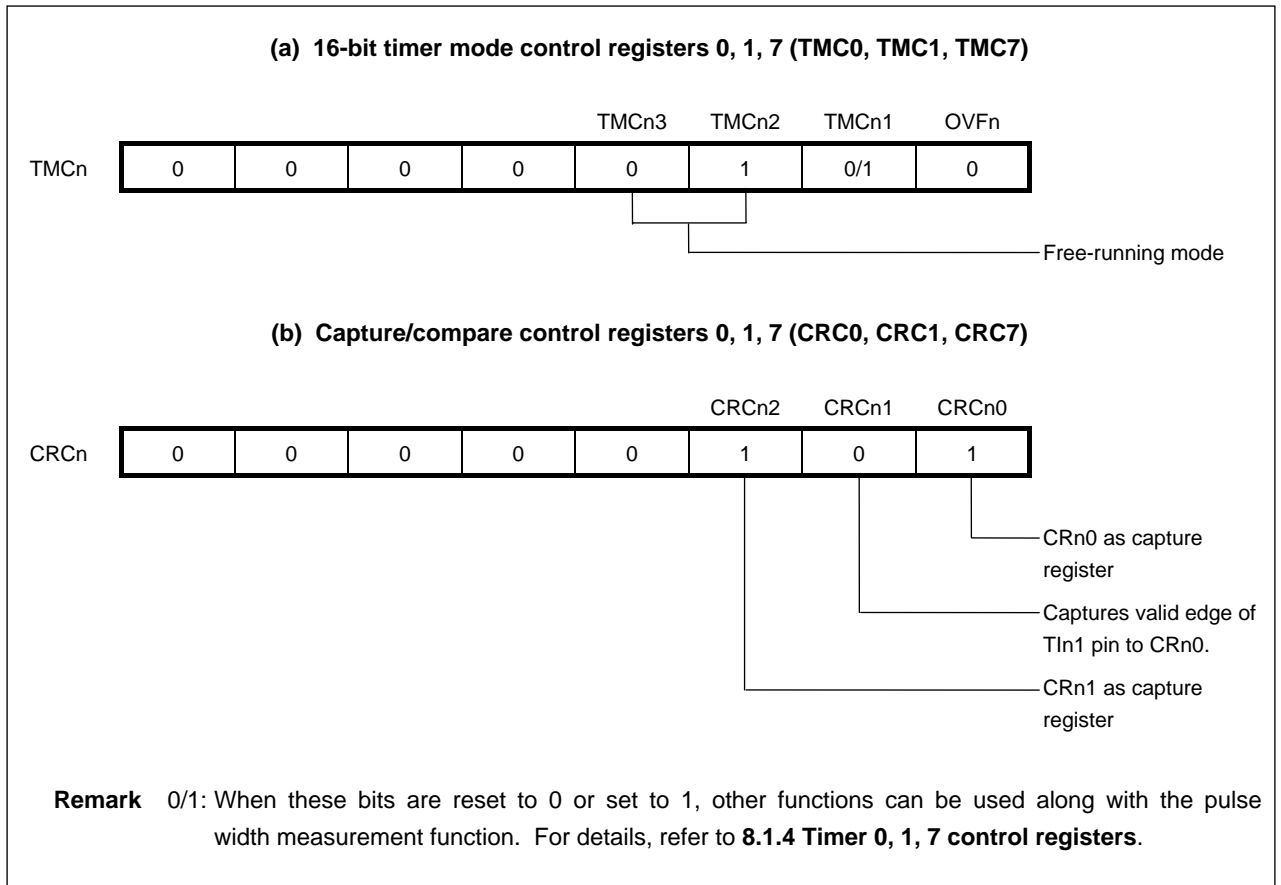 (a) 16-bit timer mode control registers 0, 1, 7 (TMC0, TMC1, TMC7)
TMCn3 TMCn2 TMCn1 OVFn
TMCn 0 0 0 0 0 1 0/1 0
Free-running mode
(b) Capture/compare control registers 0, 1, 7 (CRC0, CRC1, CRC7)
CRCn2 CRCn1 CRCn0
CRCn 0 0 0 0 0 1 0 1
CRn0 as capture
register
Captures valid edge of
TIn1 pin to CRn0.
CRn1 as capture
register
Remark 0/1: When these bits are reset to 0 or set to 1, other functions can be used along with the pulse
width measurement function. For details, refer to 8.1.4 Timer 0, 1, 7 control registers.